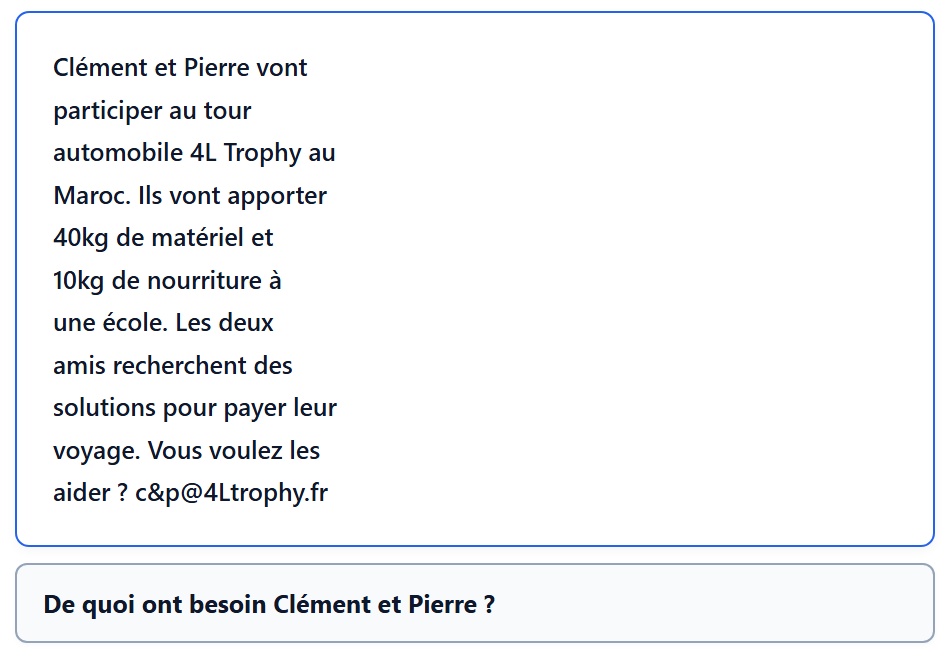 Clément et Pierre vont
participer au tour
automobile 4L Trophy au
Maroc. Ils vont apporter
40kg de matériel et
10kg de nourriture à
une école. Les deux
amis recherchent des
solutions pour payer leur
voyage. Vous voulez les
aider ? c&p@4Ltrophy.fr
De quoi ont besoin Clément et Pierre ?